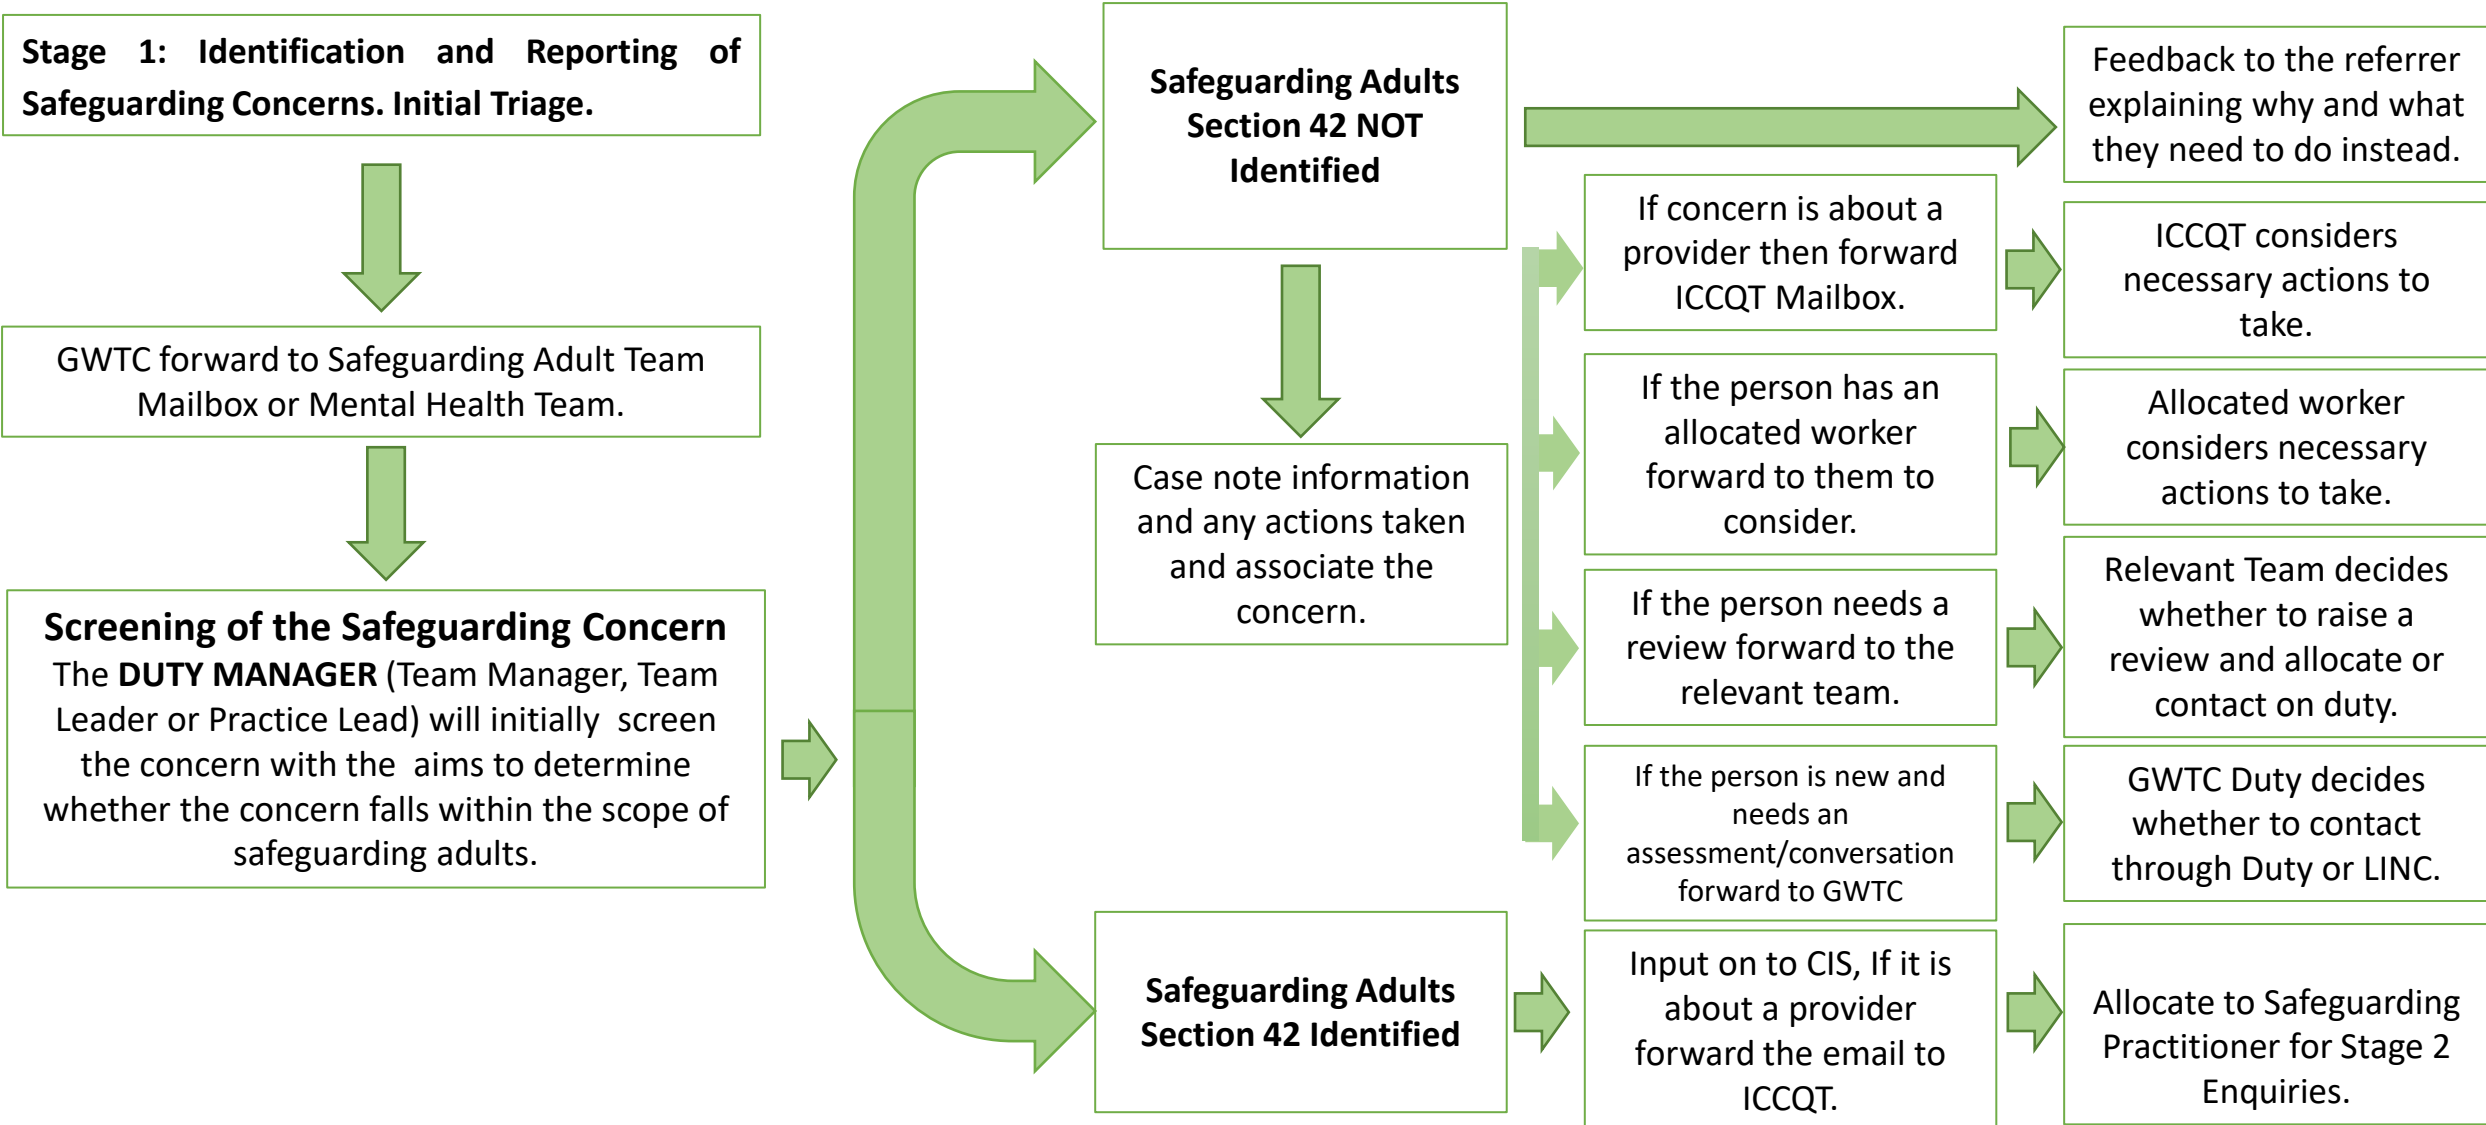 Stage 1: Identification and Reporting of
Safeguarding Concerns. Initial Triage.
GWTC forward to Safeguarding Adult Team
Mailbox or Mental Health Team.
Screening of the Safeguarding Concern
The DUTY MANAGER (Team Manager, Team
Leader or Practice Lead) will initially screen
the concern with the aims to determine
whether the concern falls within the scope of
safeguarding adults.
Safeguarding Adults
Section 42 NOT
Identified
Feedback to the referrer
explaining why and what
they need to do instead.
Case note information
and any actions taken
and associate the
concern.
If concern is about a
provider then forward
ICCQT Mailbox.
ICCQT considers
necessary actions to
take.
If the person has an
allocated worker
forward to them to
consider.
Allocated worker
considers necessary
actions to take.
If the person needs a
review forward to the
relevant team.
Relevant Team decides
whether to raise a
review and allocate or
contact on duty.
If the person is new and
needs an
assessment/conversation
forward to GWTC
GWTC Duty decides
whether to contact
through Duty or LINC.
Safeguarding Adults
Section 42 Identified
Input on to CIS, If it is
about a provider
forward the email to
ICCQT.
Allocate to Safeguarding
Practitioner for Stage 2
Enquiries.